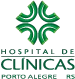 HOSPITAL DE
CLÍNICAS
PORTO ALEGRE RS